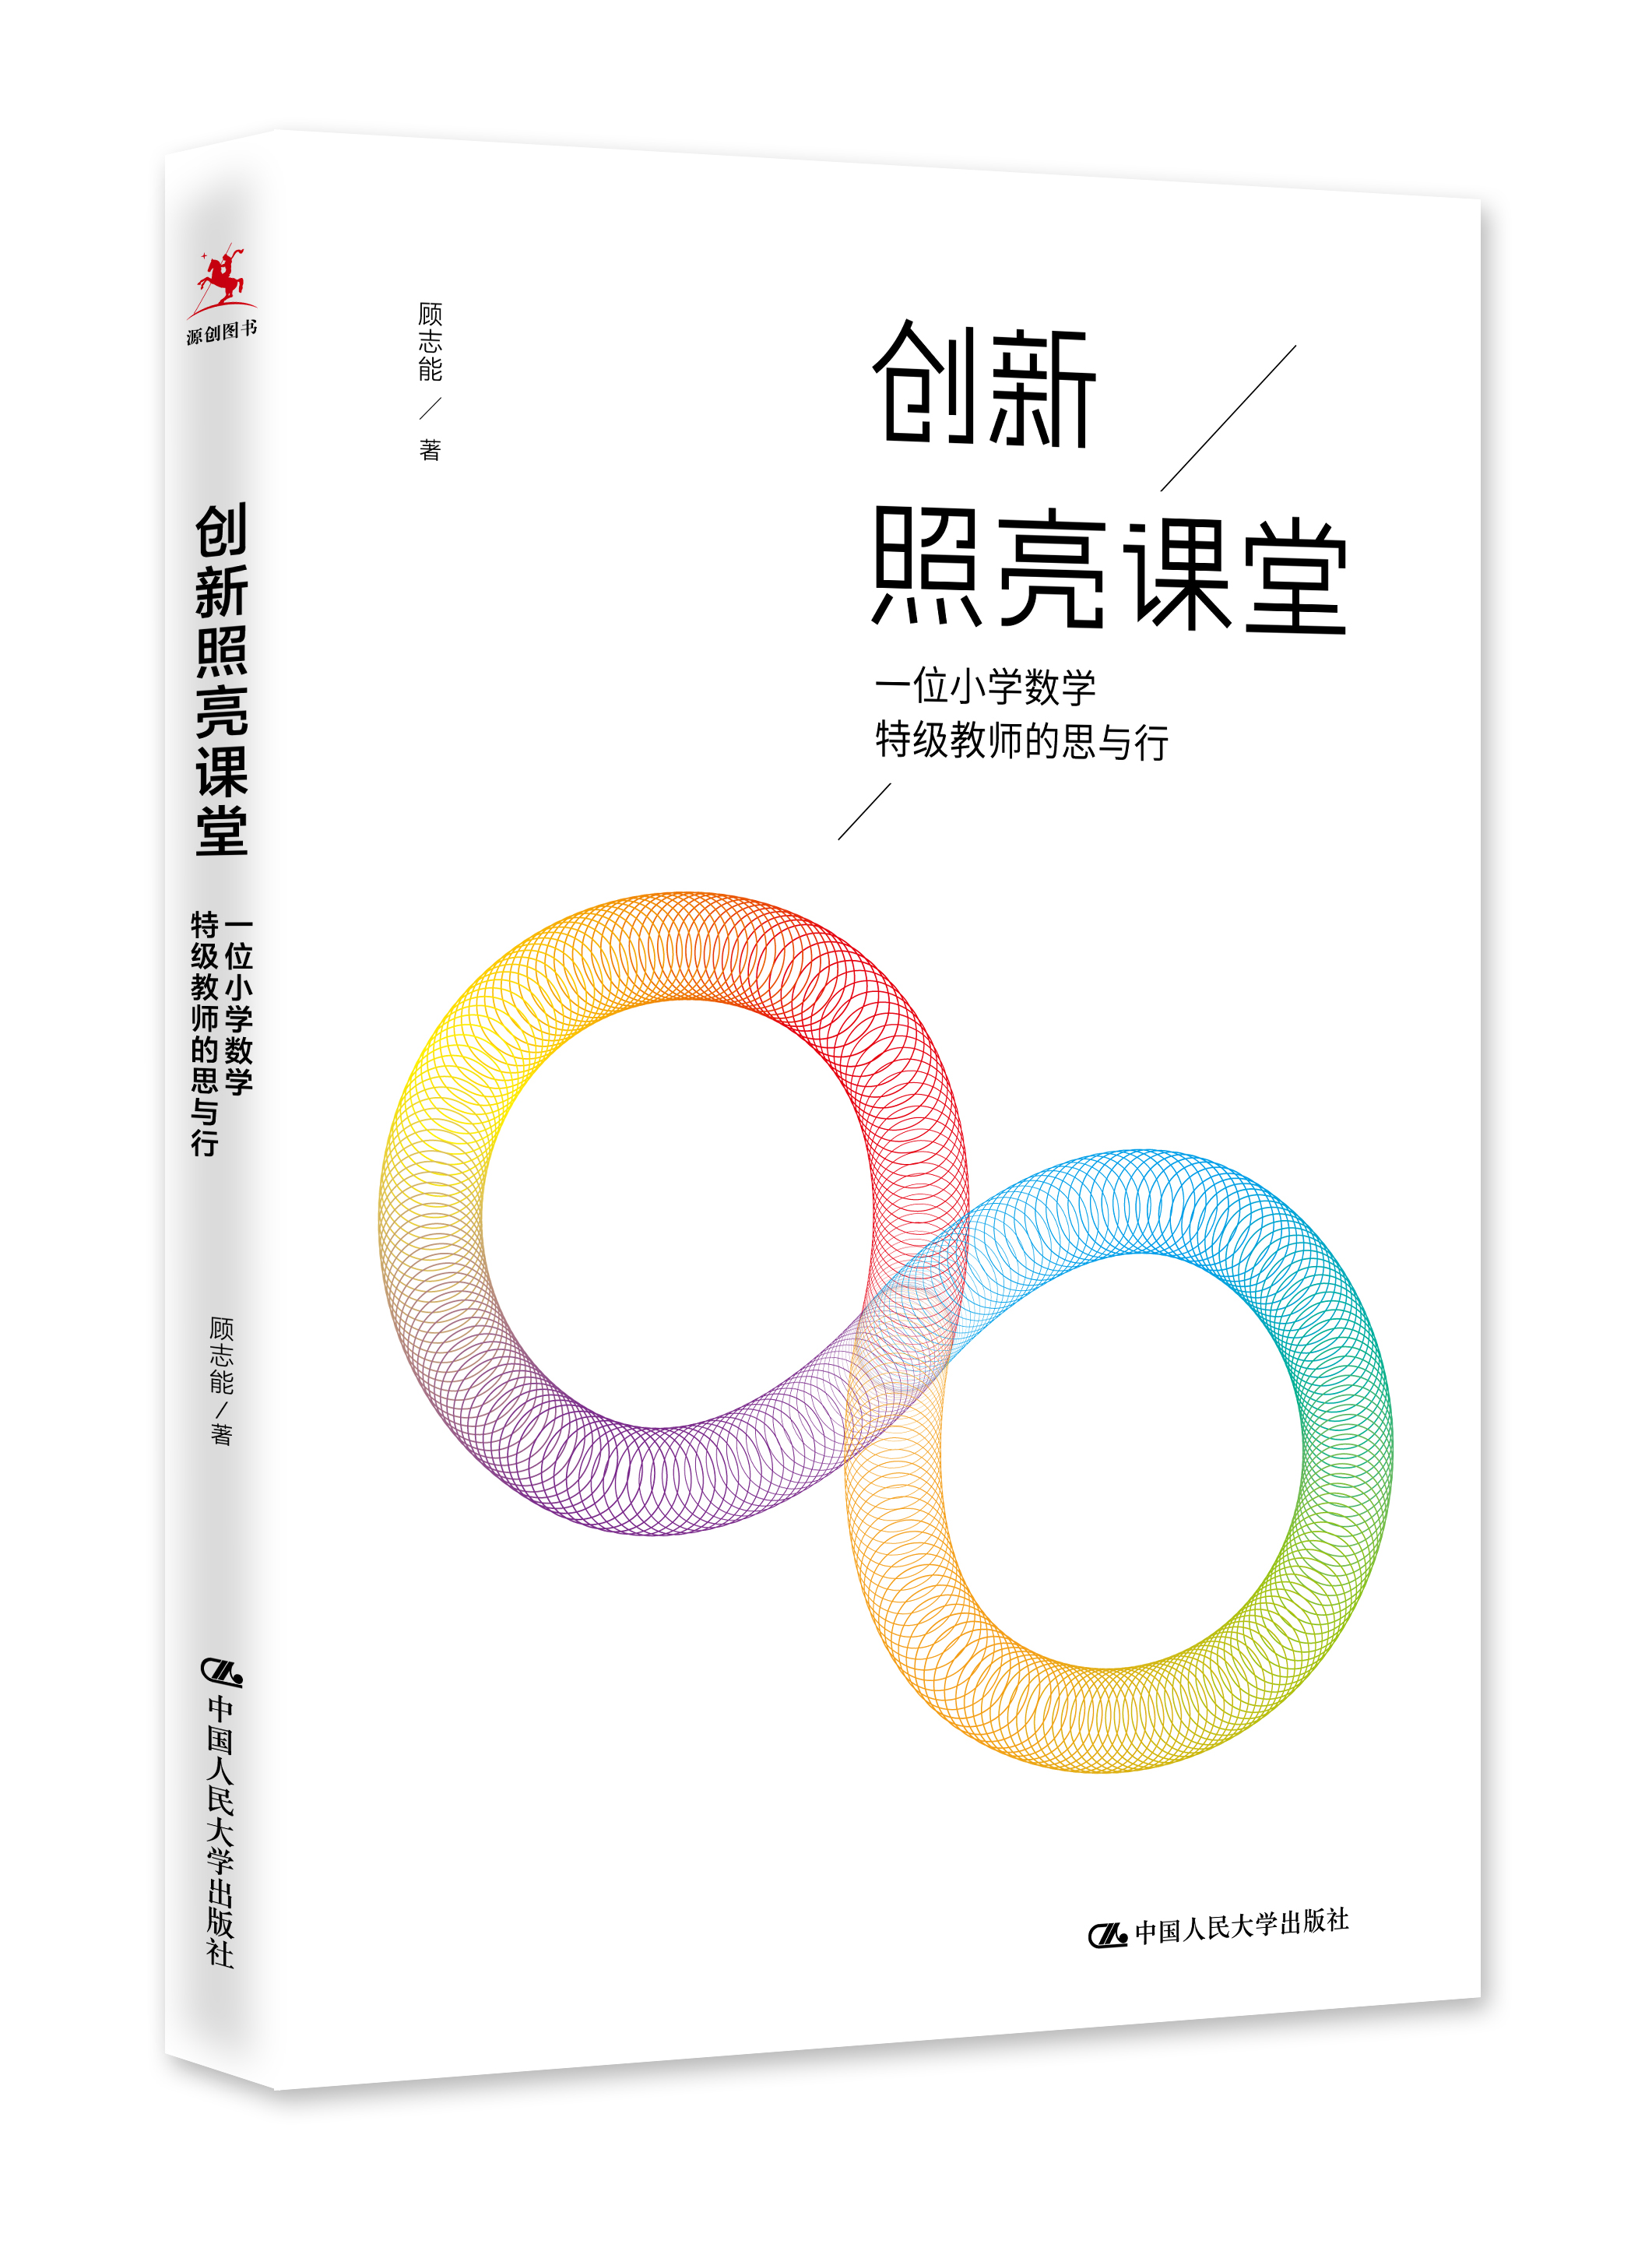 源创图书
创新照亮课堂
一位小学数学
特级教师的思与行
顾志能/著
中国人民大学出版社
顾志能/著
创新
照亮课堂
一位小学数学
特级教师的思与行
中国人民大学出版社